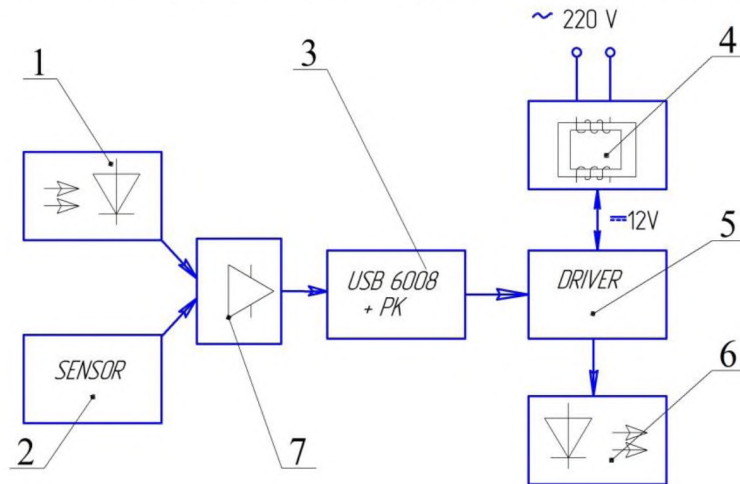 ~ 220 V
1
3
4
12V
5
USB 6008
+ PK
DRIVER
SENSOR
6
2
7